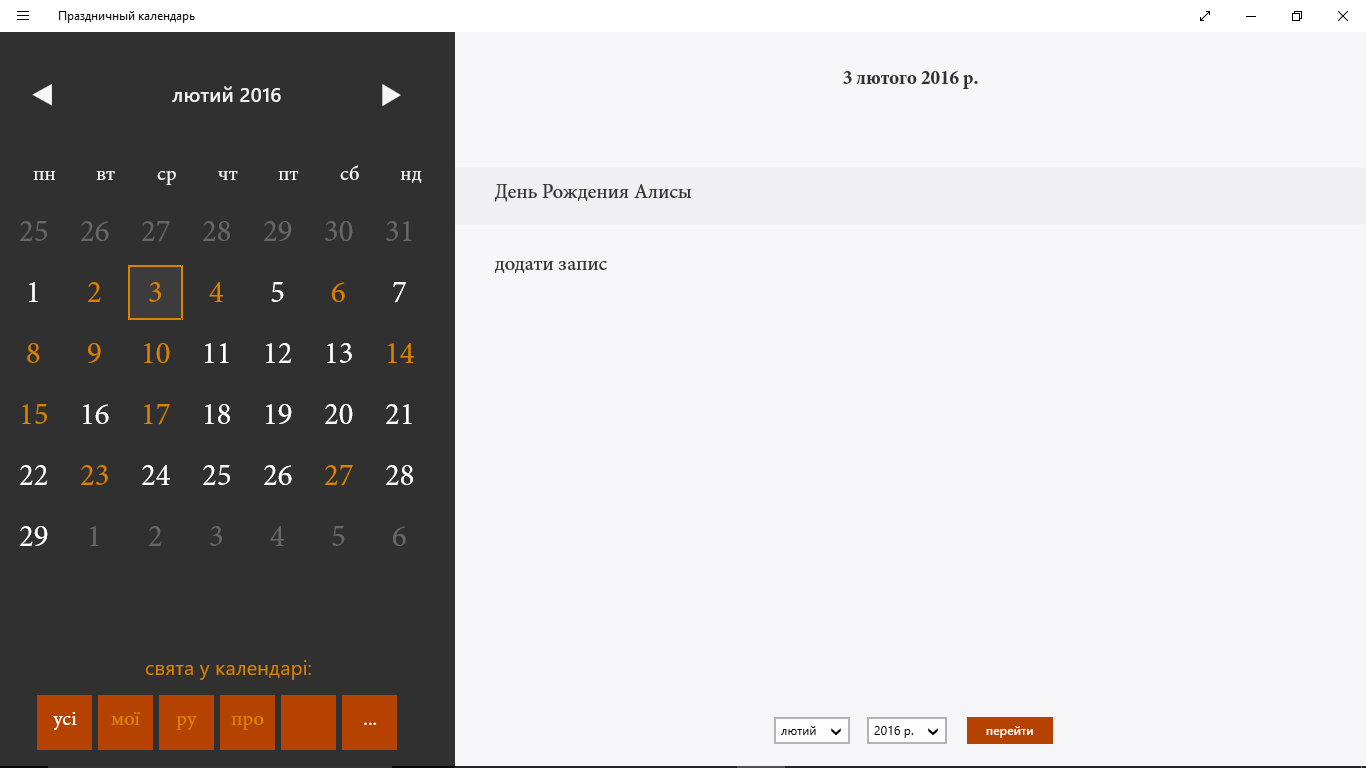 Праздничный календарь
лютий 2016
пн вт ср чт пт сб нд
25 26 27 28 29 30 31
1 2 3 4 5 6 7
8 9 10 11 12 13 14
15 16 17 18 19 20 21
22 23 24 25 26 27 28
29 1 2 3 4 5 6
свята у календарі:
усі мої ру про ...
3 лютого 2016 р.
День Рождения Алисы
додати запис
лютий 2016 р. перейти